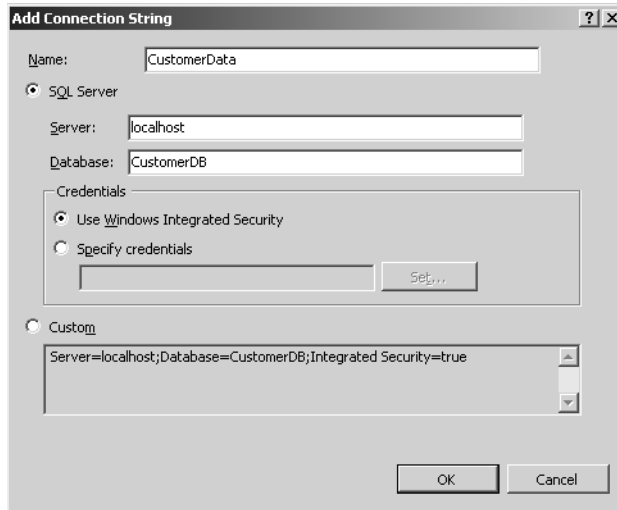 Add Connection String
Name: CustomerData
SQL Server
Server: localhost
Database: CustomerDB
Credentials
Use Windows Integrated Security
Specify credentials
Set...
Custom
Server=localhost;Database=CustomerDB;Integrated Security=true
OK Cancel